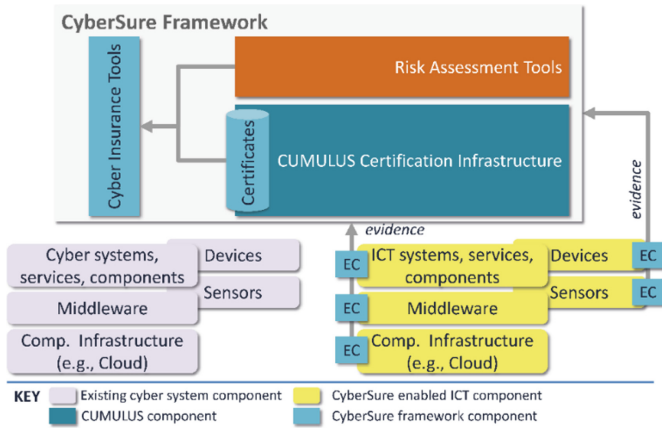 CyberSure Framework
Cyber Insurance Tools
Risk Assessment Tools
Certificates
CUMULUS Certification Infrastructure
evidence
evidence
Cyber systems,
services, components
Devices
Sensors
Middleware
Comp. Infrastructure
(e.g., Cloud)
EC
ICT systems, services,
components
Devices
EC
EC
Middleware
Sensors
EC
EC
Comp. Infrastructure
(e.g., Cloud)
KEY
Existing cyber system component
CyberSure enabled ICT component
CUMULUS component
CyberSure framework component